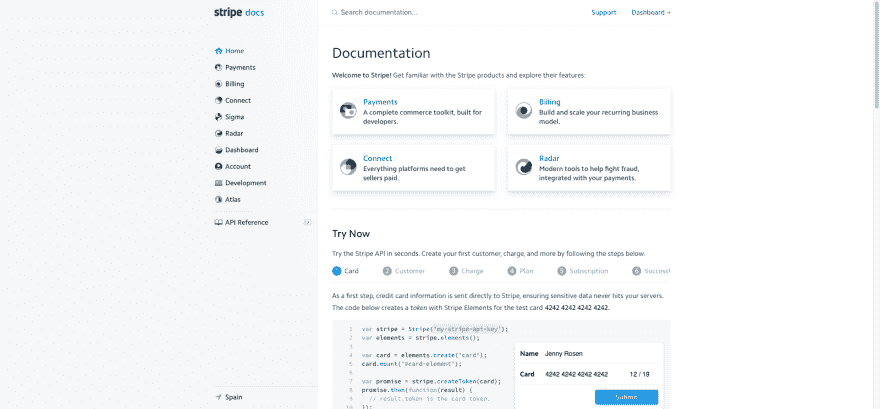 stripe docs
Search documentation...
Support
Dashboard →
Home
Payments
Billing
Connect
Sigma
Radar
Dashboard
Account
Development
Atlas
API Reference
Spain
Documentation
Welcome to Stripe! Get familiar with the Stripe products and explore their features:
Payments
A complete commerce toolkit, built for
developers.
Billing
Build and scale your recurring business
model.
Connect
Everything platforms need to get
sellers paid.
Radar
Modern tools to help fight fraud,
integrated with your payments.
Try Now
Try the Stripe API in seconds. Create your first customer, charge, and more by following the steps below.
1 Card
2 Customer
3 Charge
4 Plan
5 Subscription
6 Success!
As a first step, credit card information is sent directly to Stripe, ensuring sensitive data never hits your servers.
The code below creates a token with Stripe Elements for the test card 4242 4242 4242 4242.
1 var stripe = Stripe("my-stripe-api-key");
2 var elements = stripe.elements();
3
4 var card = elements.create("card");
5 card.mount("#card-element");
6
7 var promise = stripe.createToken(card);
8 promise.then(function(result) {
9 // result.token is the card token.
10 });
Name Jenny Rosen
Card 4242 4242 4242 4242 12 / 19
Submit